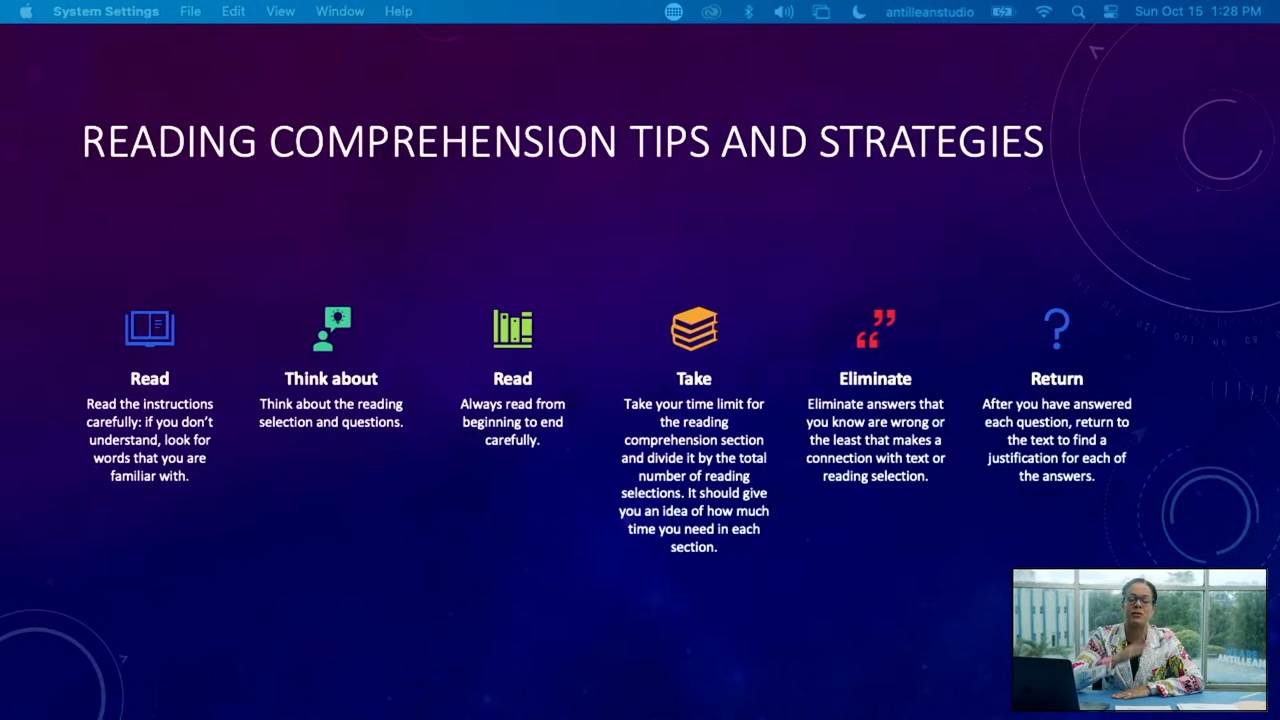 System Settings File Edit View Window Help antilleanstudio Sun Oct 15 1:28 PM
READING COMPREHENSION TIPS AND STRATEGIES
Read
Read the instructions
carefully: if you don't
understand, look for
words that you are
familiar with.
Think about
Think about the reading
selection and questions.
Read
Always read from
beginning to end
carefully.
Take
Take your time limit for
the reading
comprehension section
and divide it by the total
number of reading
selections. It should give
you an idea of how much
time you need in each
section.
Eliminate
Eliminate answers that
you know are wrong or
the least that makes a
connection with text or
reading selection.
Return
After you have answered
each question, return to
the text to find a
justification for each of
the answers.
ANTILLEAN